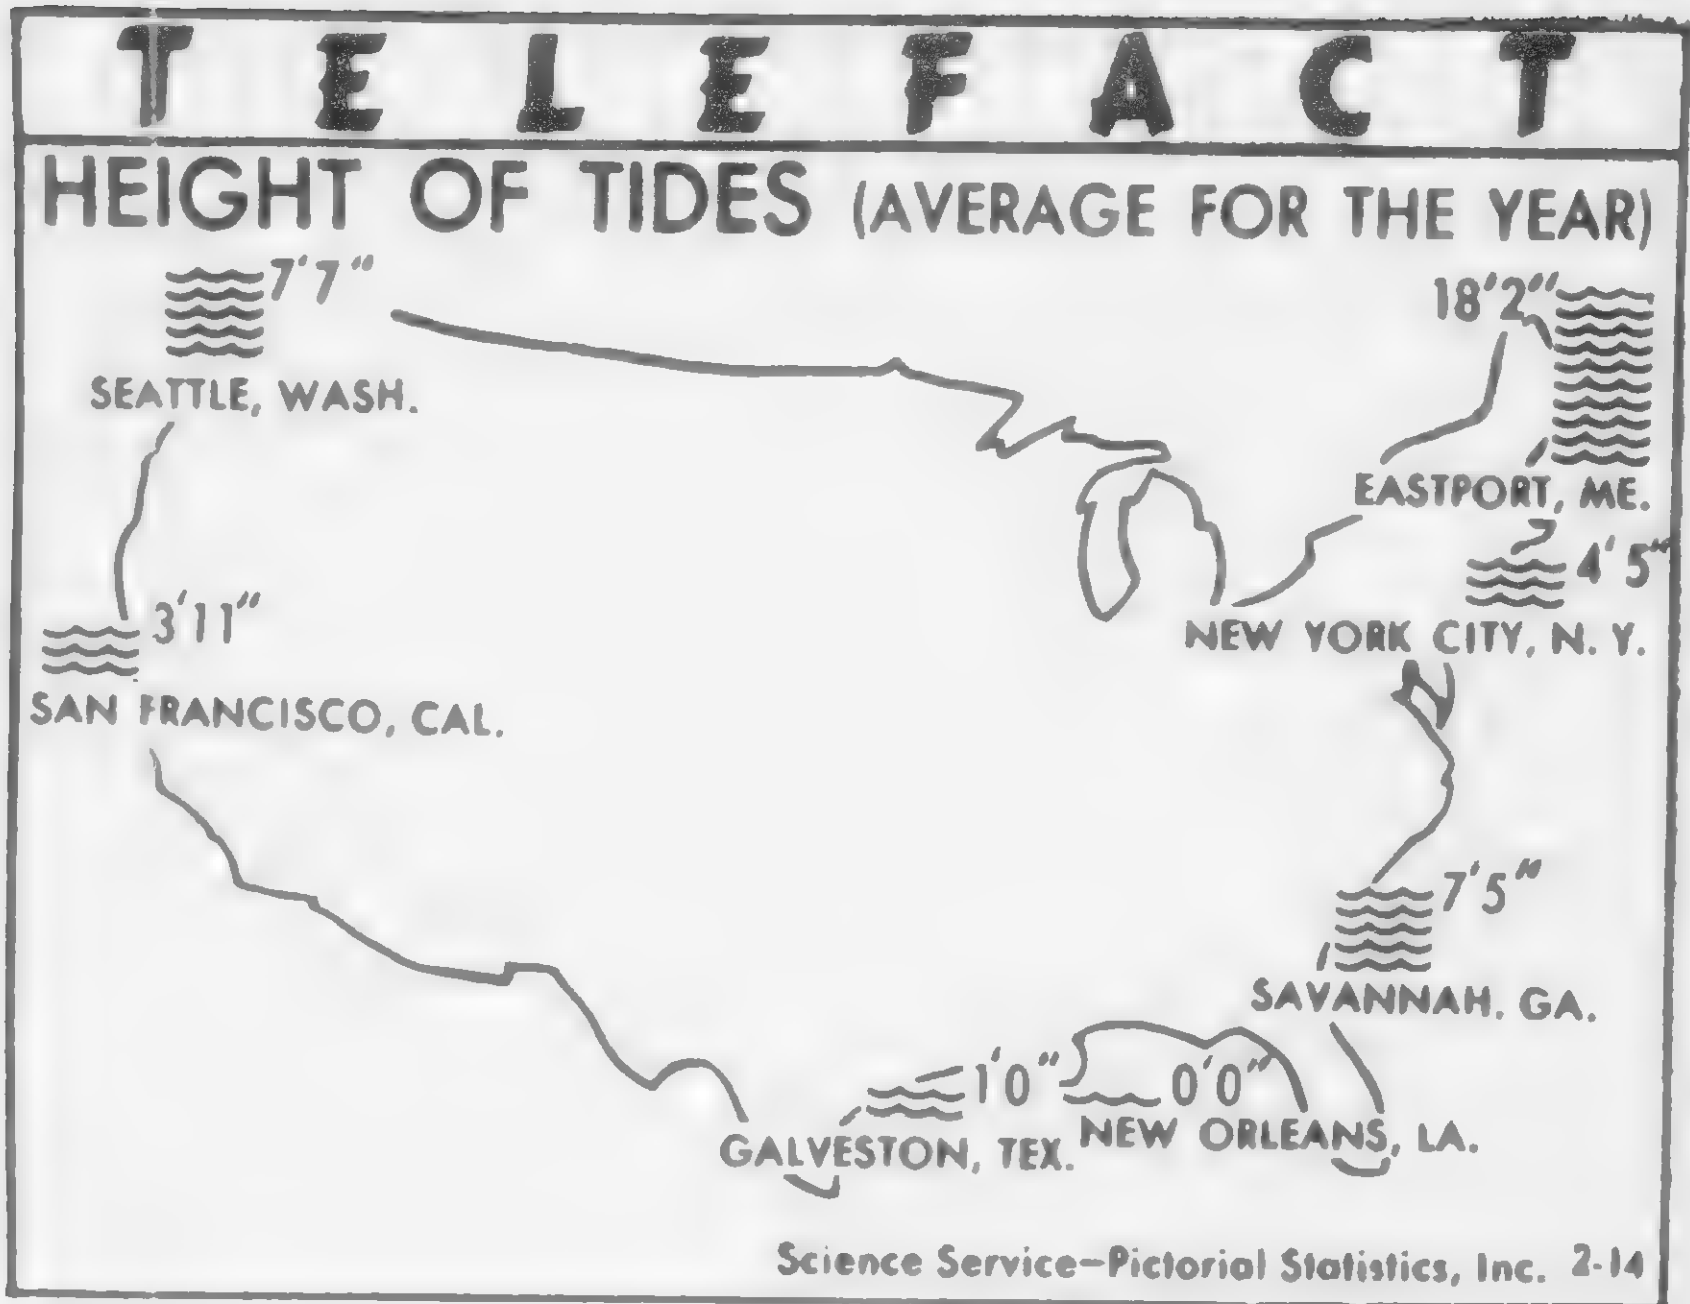 TELEFACT
HEIGHT OF TIDES (AVERAGE FOR THE YEAR)
7'7"
SEATTLE, WASH.
18'2"
EASTPORT, ME.
4'5"
NEW YORK CITY, N. Y.
3'11"
SAN FRANCISCO, CAL.
7'5"
SAVANNAH, GA.
1'0"
GALVESTON, TEX.
0'0"
NEW ORLEANS, LA.
Science Service–Pictorial Statistics, Inc. 2-14